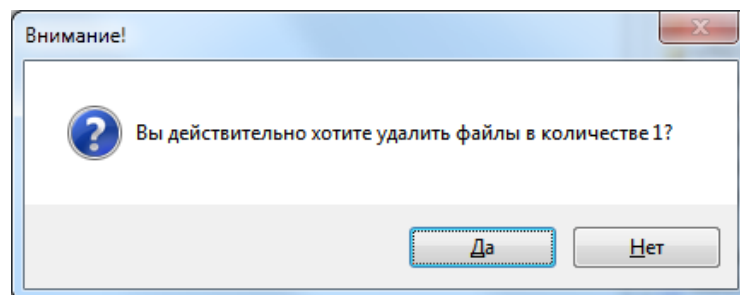 Внимание!
Вы действительно хотите удалить файлы в количестве 1?
Да
Нет